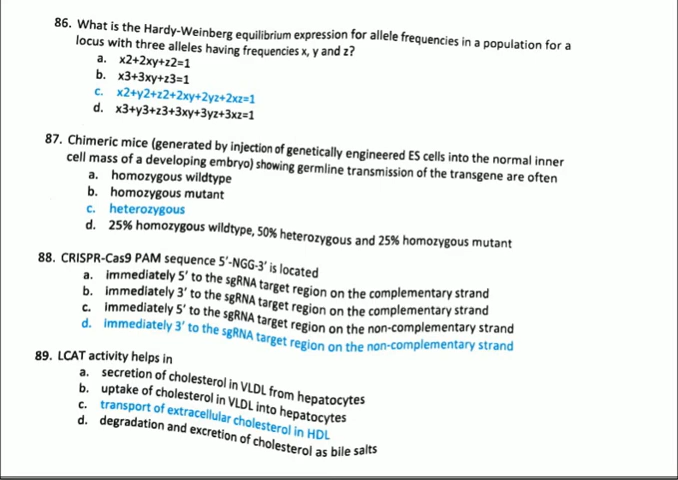 86. What is the Hardy-Weinberg equilibrium expression for allele frequencies in a population for a
locus with three alleles having frequencies x, y and z?
a. x2+2xy+z2=1
b. x3+3xy+z3=1
c. x2+y2+z2+2xy+2yz+2xz=1
d. x3+y3+z3+3xy+3yz+3xz=1
87. Chimeric mice (generated by injection of genetically engineered ES cells into the normal inner
cell mass of a developing embryo) showing germline transmission of the transgene are often
a. homozygous wildtype
b. homozygous mutant
c. heterozygous
d. 25% homozygous wildtype, 50% heterozygous and 25% homozygous mutant
88. CRISPR-Cas9 PAM sequence 5'-NGG-3' is located
a. immediately 5' to the sgRNA target region on the complementary strand
b. immediately 3' to the sgRNA target region on the complementary strand
c. immediately 5' to the sgRNA target region on the non-complementary strand
d. immediately 3' to the sgRNA target region on the non-complementary strand
89. LCAT activity helps in
a. secretion of cholesterol in VLDL from hepatocytes
b. uptake of cholesterol in VLDL into hepatocytes
c. transport of extracellular cholesterol in HDL
d. degradation and excretion of cholesterol as bile salts